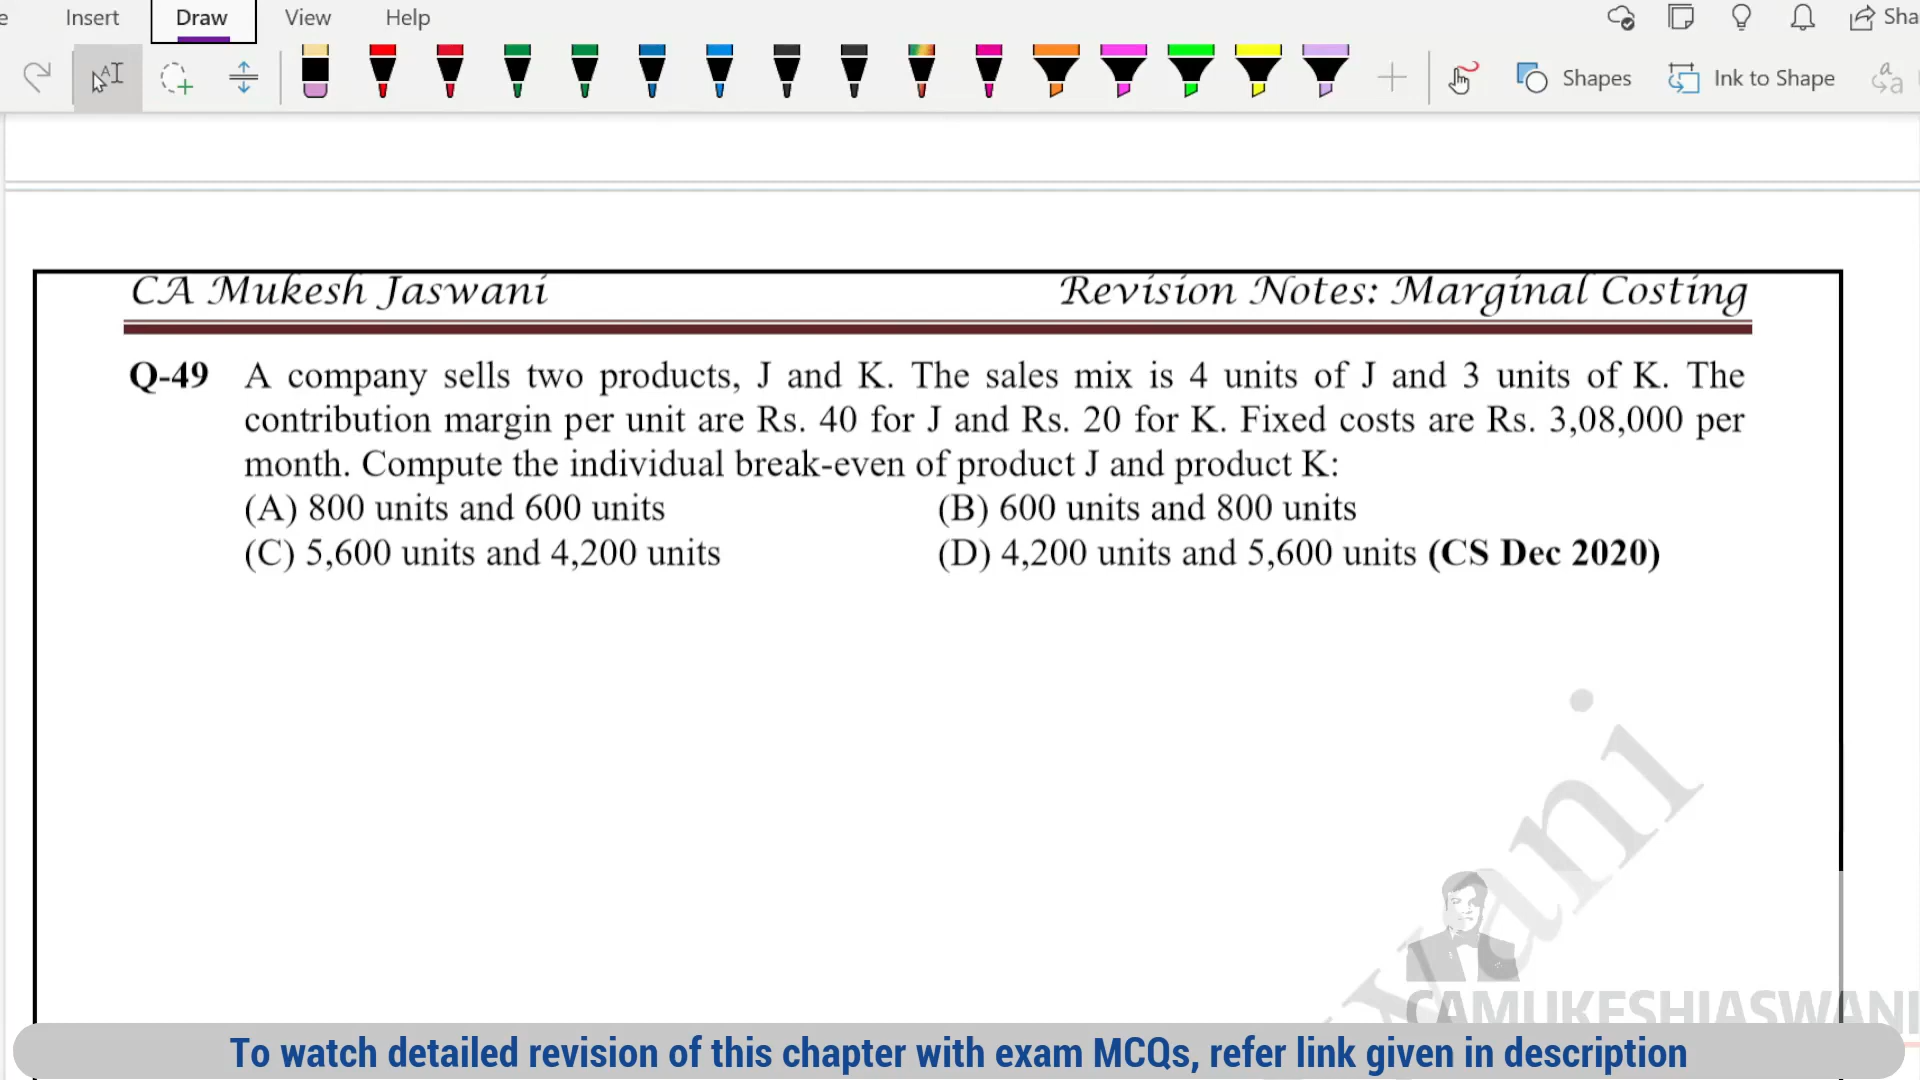 Insert Draw View Help
Sha
Shapes Ink to Shape
CA Mukesh Jaswani Revision Notes: Marginal Costing
Q-49 A company sells two products, J and K. The sales mix is 4 units of J and 3 units of K. The
contribution margin per unit are Rs. 40 for J and Rs. 20 for K. Fixed costs are Rs. 3,08,000 per
month. Compute the individual break-even of product J and product K:
(A) 800 units and 600 units (B) 600 units and 800 units
(C) 5,600 units and 4,200 units (D) 4,200 units and 5,600 units (CS Dec 2020)
wani
CAMUKESHJASWANI
To watch detailed revision of this chapter with exam MCQs, refer link given in description